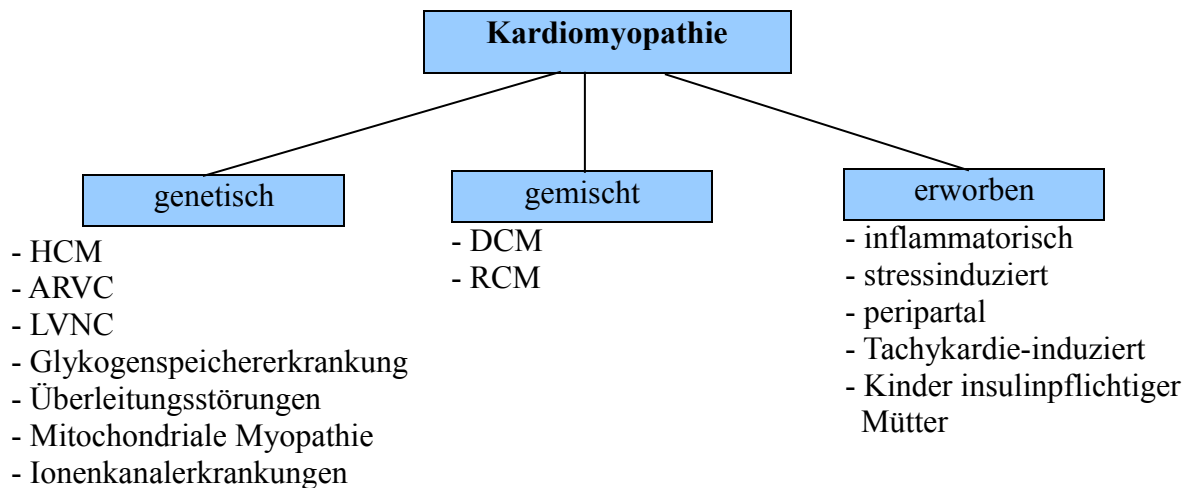 Kardiomyopathie
genetisch
- HCM
- ARVC
- LVNC
- Glykogenspeichererkrankung
- Überleitungsstörungen
- Mitochondriale Myopathie
- Ionenkanalerkrankungen
gemischt
- DCM
- RCM
erworben
- inflammatorisch
- stressinduziert
- peripartal
- Tachykardie-induziert
- Kinder insulinpflichtiger
Mütter